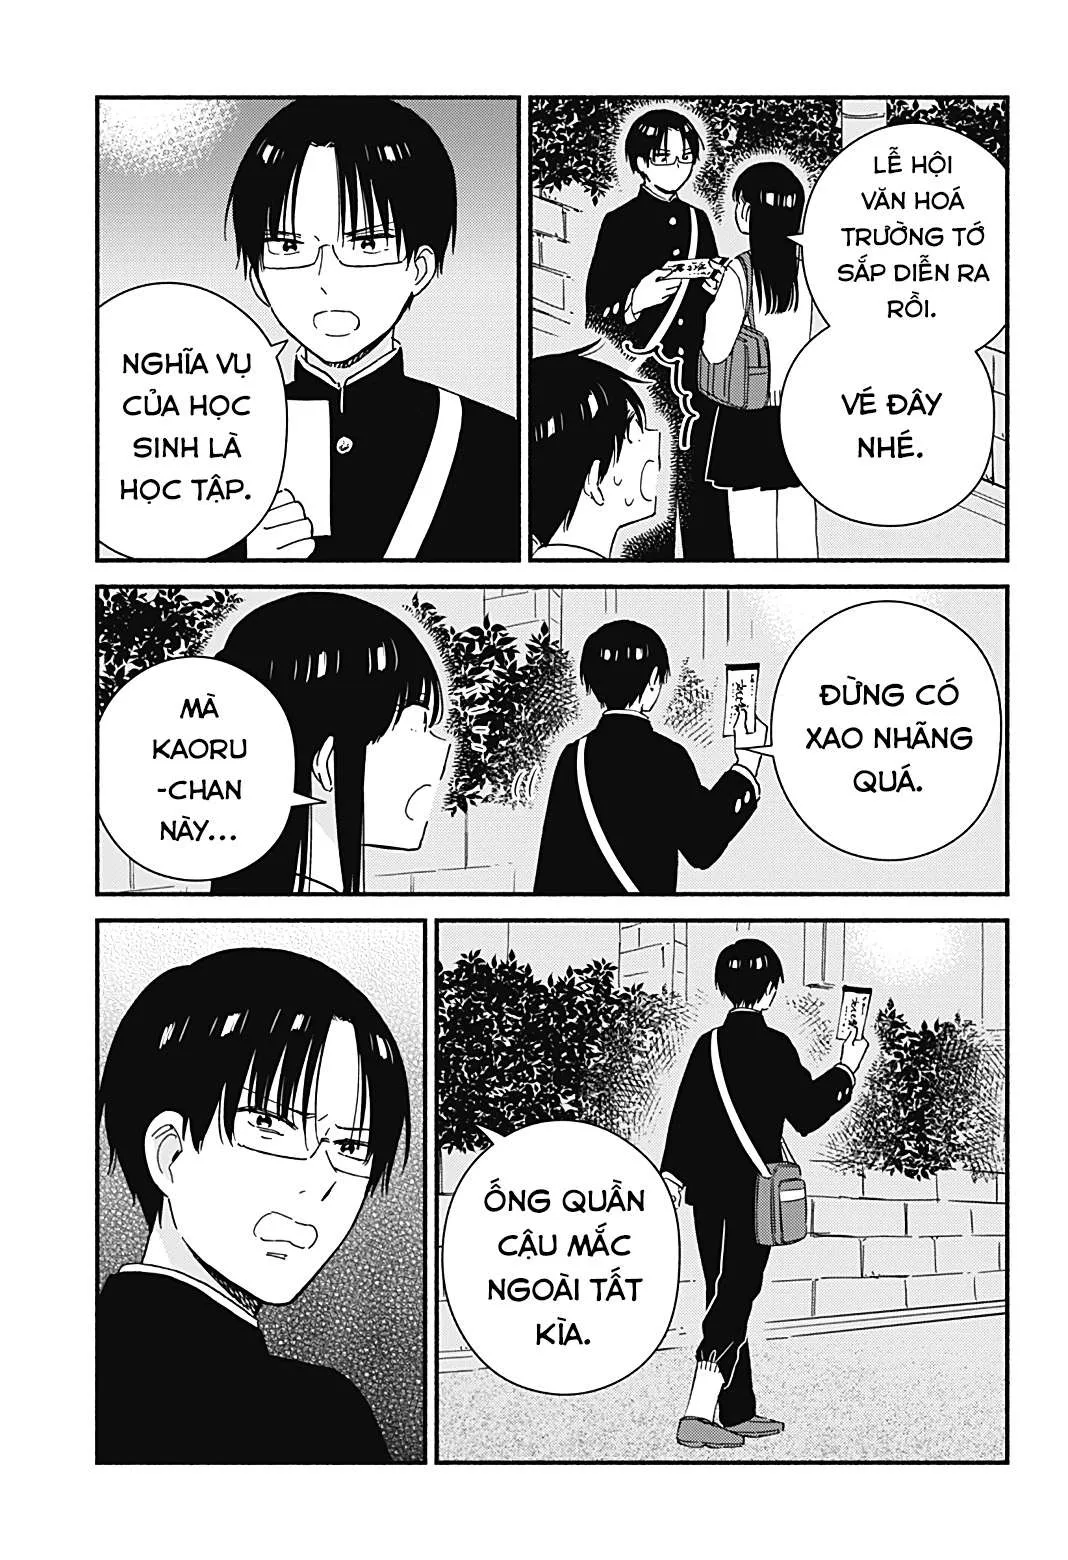 LỄ HỘI
VĂN HOÁ
TRƯỜNG TỚ
SẮP DIỄN RA
RỒI.
VÉ ĐÂY
NHÉ.
NGHĨA VỤ
CỦA HỌC
SINH LÀ
HỌC TẬP.
ĐỪNG CÓ
XAO NHÃNG
QUÁ.
MÀ
KAORU
-CHAN
NÀY...
ỐNG QUẦN
CẬU MẮC
NGOÀI TẤT
KÌA.